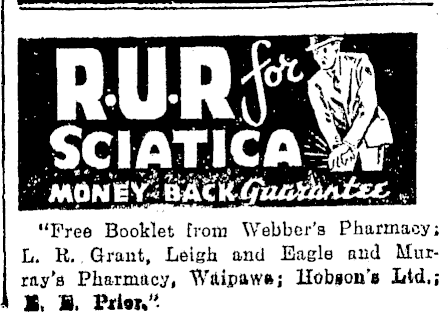 R.U.R for
SCIATICA
MONEY BACK Guarantee
"Free Booklet from Webber's Pharmacy;
L. R. Grant, Leigh and Eagle and Mur-
ray's Pharmacy, Waipawa; Hobson's Ltd.;
E. E. Prior."